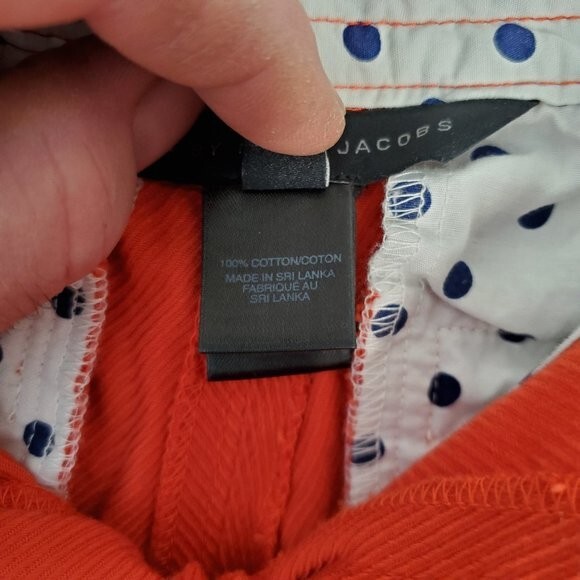 JACOBS
100% COTTON/COTON
MADE IN SRI LANKA
FABRIQUÉ AU
SRI LANKA